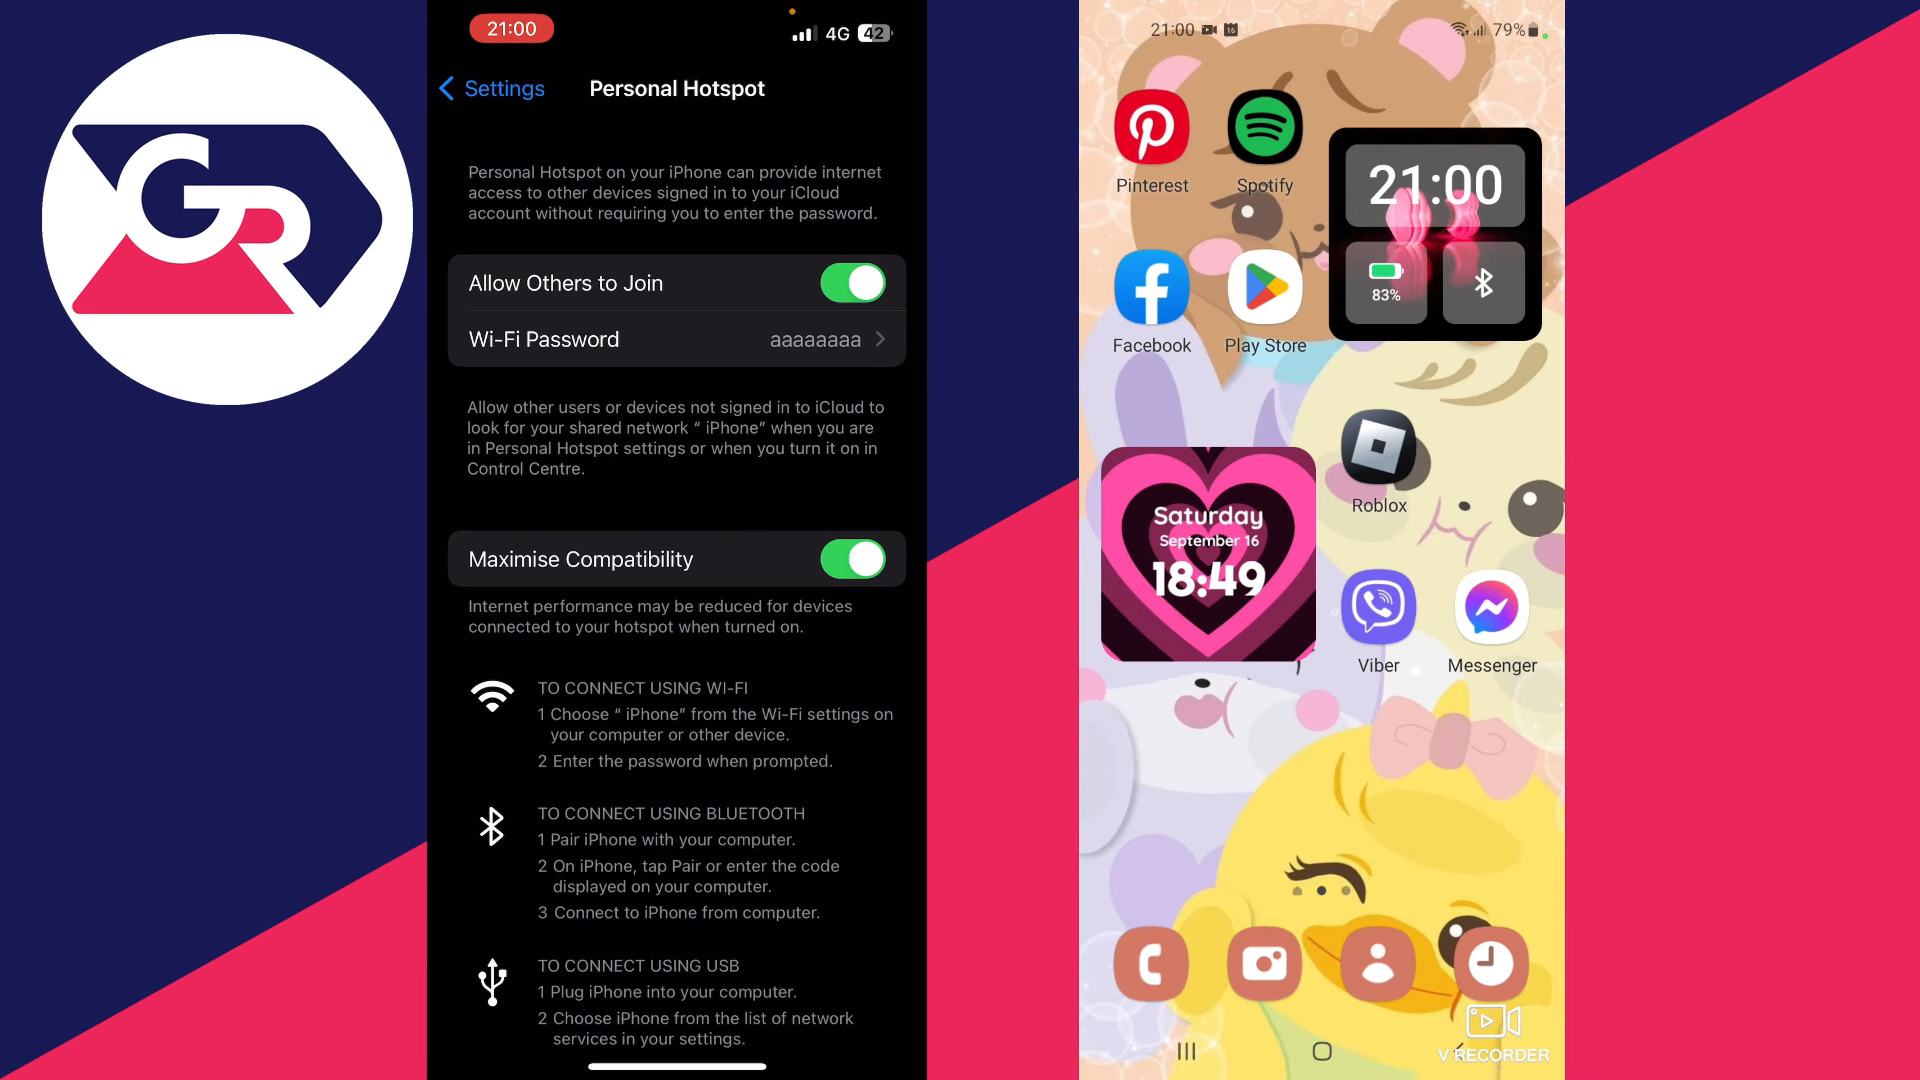 GR
21:00
4G 42
Settings
Personal Hotspot
Personal Hotspot on your iPhone can provide internet
access to other devices signed in to your iCloud
account without requiring you to enter the password.
Allow Others to Join
Wi-Fi Password aaaaaaaa
Allow other users or devices not signed in to iCloud to
look for your shared network “ iPhone” when you are
in Personal Hotspot settings or when you turn it on in
Control Centre.
Maximise Compatibility
Internet performance may be reduced for devices
connected to your hotspot when turned on.
TO CONNECT USING WI-FI
1 Choose “ iPhone” from the Wi-Fi settings on
your computer or other device.
2 Enter the password when prompted.
TO CONNECT USING BLUETOOTH
1 Pair iPhone with your computer.
2 On iPhone, tap Pair or enter the code
displayed on your computer.
3 Connect to iPhone from computer.
TO CONNECT USING USB
1 Plug iPhone into your computer.
2 Choose iPhone from the list of network
services in your settings.
21:00 16 79%
Pinterest
Spotify
21:00
83%
Facebook
Play Store
Saturday
September 16
18:49
Roblox
Viber
Messenger
V RECORDER